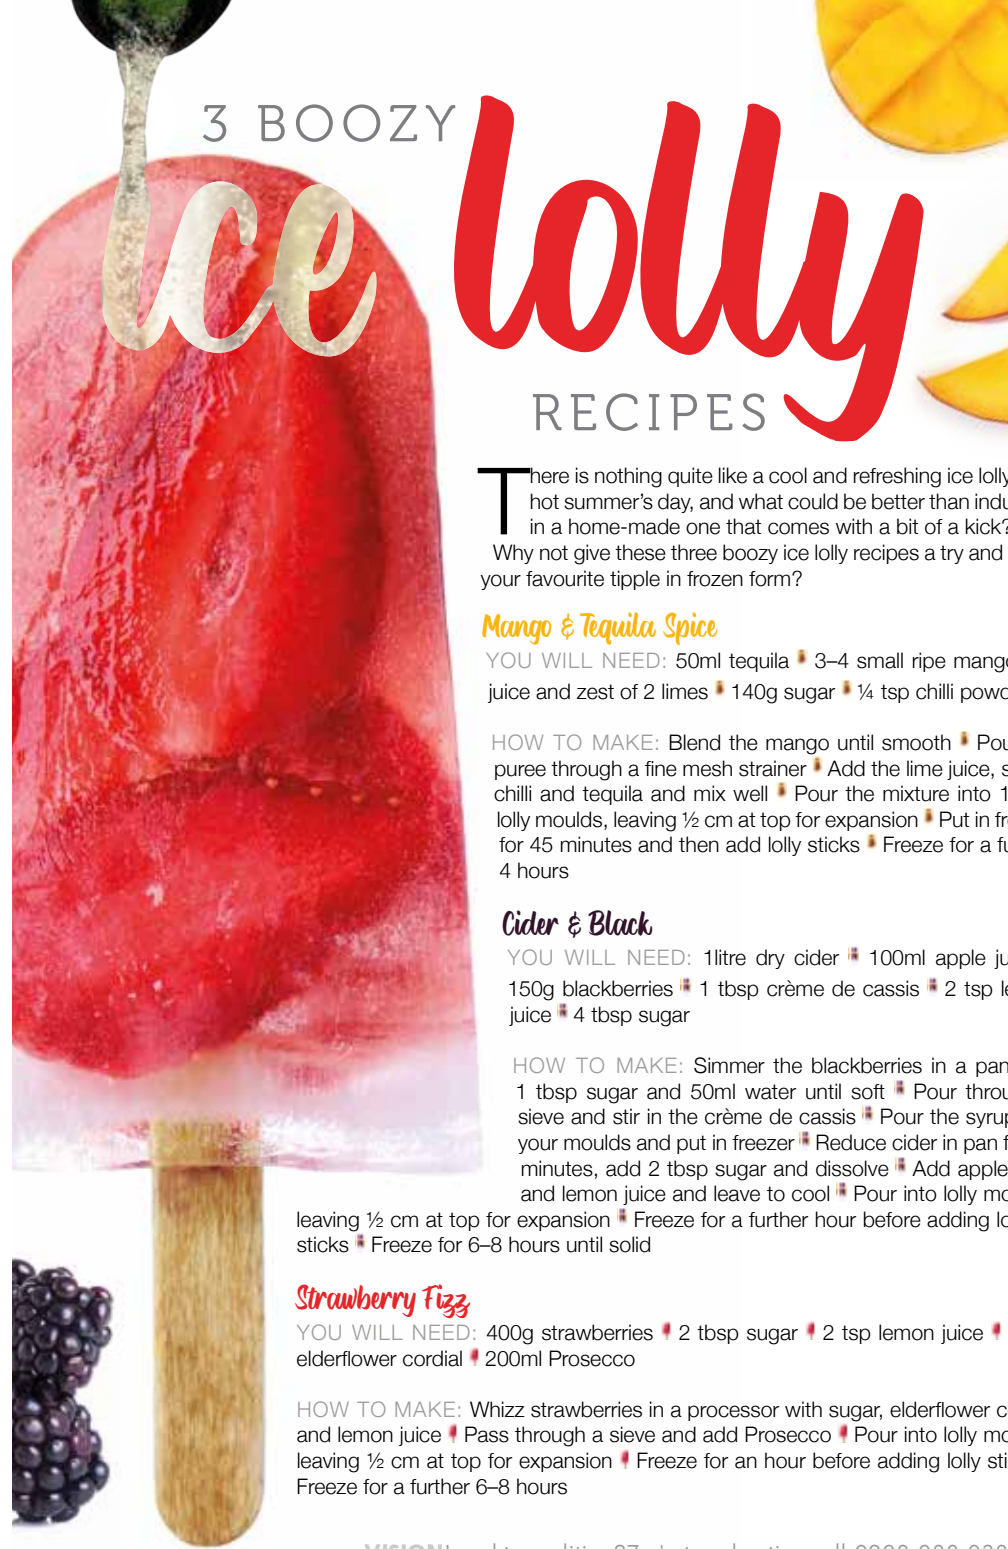 3 BOOZY
ice lolly
RECIPES
There is nothing quite like a cool and refreshing ice lolly
hot summer's day, and what could be better than indu
in a home-made one that comes with a bit of a kick?
Why not give these three boozy ice lolly recipes a try and
your favourite tipple in frozen form?
Mango & Tequila Spice
YOU WILL NEED: 50ml tequila 3–4 small ripe mang
juice and zest of 2 limes 140g sugar ¼ tsp chilli powd
HOW TO MAKE: Blend the mango until smooth Pou
puree through a fine mesh strainer Add the lime juice, s
chilli and tequila and mix well Pour the mixture into 1
lolly moulds, leaving ½ cm at top for expansion Put in fr
for 45 minutes and then add lolly sticks Freeze for a fu
4 hours
Cider & Black
YOU WILL NEED: 1litre dry cider 100ml apple ju
150g blackberries 1 tbsp crème de cassis 2 tsp le
juice 4 tbsp sugar
HOW TO MAKE: Simmer the blackberries in a pan
1 tbsp sugar and 50ml water until soft Pour throu
sieve and stir in the crème de cassis Pour the syrup
your moulds and put in freezer Reduce cider in pan f
minutes, add 2 tbsp sugar and dissolve Add apple
and lemon juice and leave to cool Pour into lolly mo
leaving ½ cm at top for expansion Freeze for a further hour before adding lo
sticks Freeze for 6–8 hours until solid
Strawberry Fizz
YOU WILL NEED: 400g strawberries 2 tbsp sugar 2 tsp lemon juice
elderflower cordial 200ml Prosecco
HOW TO MAKE: Whizz strawberries in a processor with sugar, elderflower c
and lemon juice Pass through a sieve and add Prosecco Pour into lolly mo
leaving ½ cm at top for expansion Freeze for an hour before adding lolly sti
Freeze for a further 6–8 hours